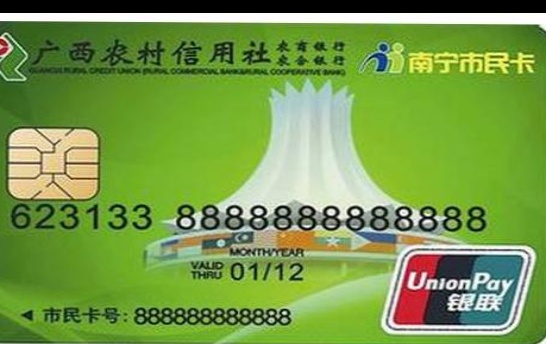 广西农村信用社 农商银行 农合银行 南宁市民卡
GUANGXI RURAL CREDIT UNION (RURAL COMMERCIAL BANK&RURAL COOPERATIVE BANK)
623133 8888888888888
MONTH/YEAR
VALID THRU 01/12
UnionPay
银联
市民卡号: 888888888888